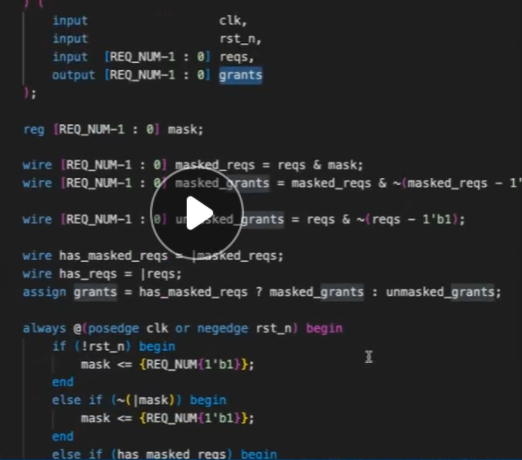 ) (
    input                  clk,
    input                  rst_n,
    input  [REQ_NUM-1 : 0] reqs,
    output [REQ_NUM-1 : 0] grants
);
reg [REQ_NUM-1 : 0] mask;
wire [REQ_NUM-1 : 0] masked_reqs = reqs & mask;
wire [REQ_NUM-1 : 0] masked_grants = masked_reqs & ~(masked_reqs - 1'
wire [REQ_NUM-1 : 0] unmasked_grants = reqs & ~(reqs - 1'b1);
wire has_masked_reqs = |masked_reqs;
wire has_reqs = |reqs;
assign grants = has_masked_reqs ? masked_grants : unmasked_grants;
always @(posedge clk or negedge rst_n) begin
    if (!rst_n) begin
        mask <= {REQ_NUM{1'b1}};
    end
    else if (~(|mask)) begin
        mask <= {REQ_NUM{1'b1}};
    end
    else if (has_masked_reqs) begin